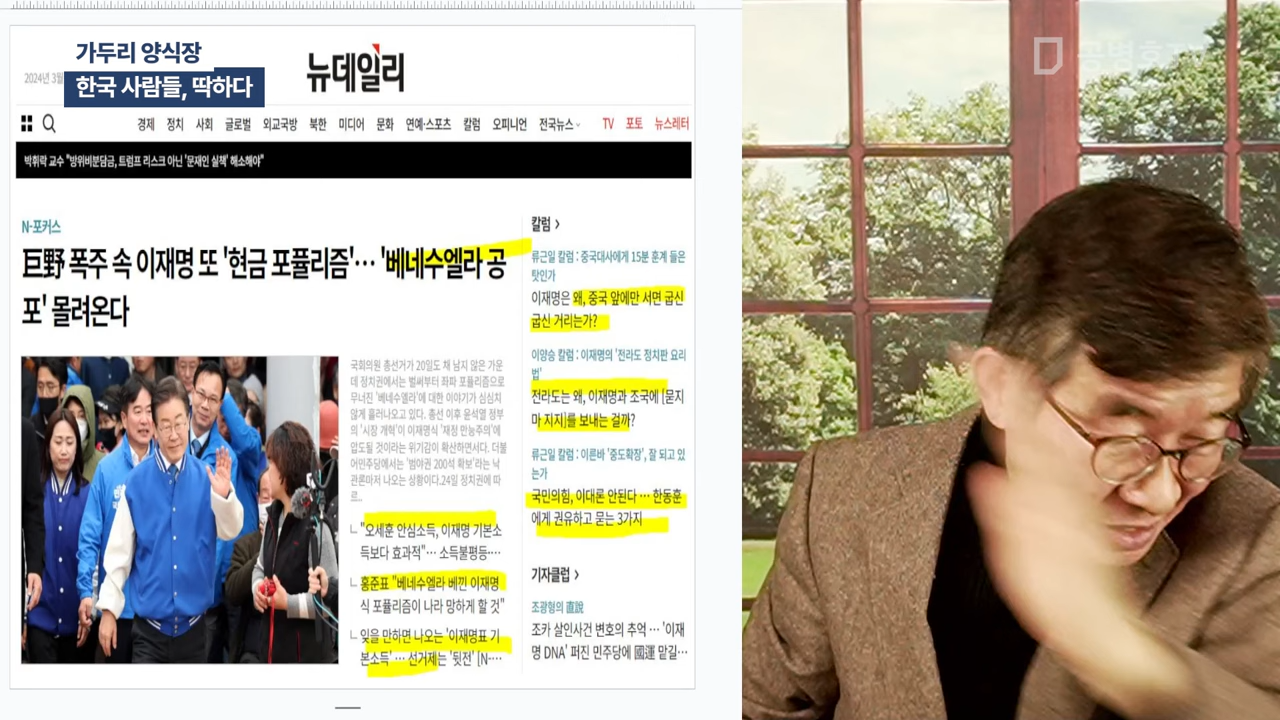 가두리 양식장
한국 사람들, 딱하다
2024년 3월
뉴데일리
경제 정치 사회 글로벌 외교국방 북한 미디어 문화 연예·스포츠 칼럼 오피니언 전국뉴스 TV 포토 뉴스레터
박휘락 교수 "방위비분담금, 트럼프 리스크 아닌 '문재인 실책' 해소해야"
N-포커스
巨野 폭주 속 이재명 또 '현금 포퓰리즘'… '베네수엘라 공
포' 몰려온다
국회의원 총선거가 20일도 채 남지 않은 가운
데 정치권에서는 벌써부터 좌파 포퓰리즘으로
무너진 '베네수엘라'에 대한 이야기가 심심치
않게 흘러나오고 있다. 총선 이후 윤석열 정부
의 '시장 개혁'이 이재명식 '재정 만능주의'에
압도될 것이라는 위기감이 확산하면서다. 더불
어민주당에서는 '범야권 200석 확보'라는 낙
관론마저 나오는 상황이다.24일 정치권에 따
르..
"오세훈 안심소득, 이재명 기본소
득보다 효과적"… 소득불평등·…
홍준표 "베네수엘라 베낀 이재명
식 포퓰리즘이 나라 망하게 할 것"
잊을 만하면 나오는 '이재명표 기
본소득' … 선거제는 '뒷전' [N-…
칼럼
류근일 칼럼 : 중국대사에게 15분 훈계 들은
탓인가
이재명은 왜, 중국 앞에만 서면 굽신
굽신 거리는가?
이양승 칼럼 : 이재명의 '전라도 정치판 요리
법'
전라도는 왜, 이재명과 조국에 [묻지
마 지지]를 보내는 걸까?
류근일 칼럼 : 이른바 '중도확장', 잘 되고 있
는가
국민의힘, 이대론 안된다 … 한동훈
에게 권유하고 묻는 3가지
기자클럽
조광형의 直說
조카 살인사건 변호의 추억 … '이재
명 DNA' 퍼진 민주당에 國運 맡길…
공병호TV